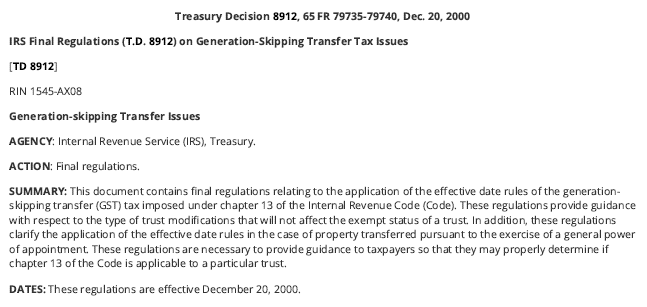 Treasury Decision 8912, 65 FR 79735-79740, Dec. 20, 2000
IRS Final Regulations (T.D. 8912) on Generation-Skipping Transfer Tax Issues
[TD 8912]
RIN 1545-AX08
Generation-skipping Transfer Issues
AGENCY: Internal Revenue Service (IRS), Treasury.
ACTION: Final regulations.
SUMMARY: This document contains final regulations relating to the application of the effective date rules of the generation-
skipping transfer (GST) tax imposed under chapter 13 of the Internal Revenue Code (Code). These regulations provide guidance
with respect to the type of trust modifications that will not affect the exempt status of a trust. In addition, these regulations
clarify the application of the effective date rules in the case of property transferred pursuant to the exercise of a general power
of appointment. These regulations are necessary to provide guidance to taxpayers so that they may properly determine if
chapter 13 of the Code is applicable to a particular trust.
DATES: These regulations are effective December 20, 2000.